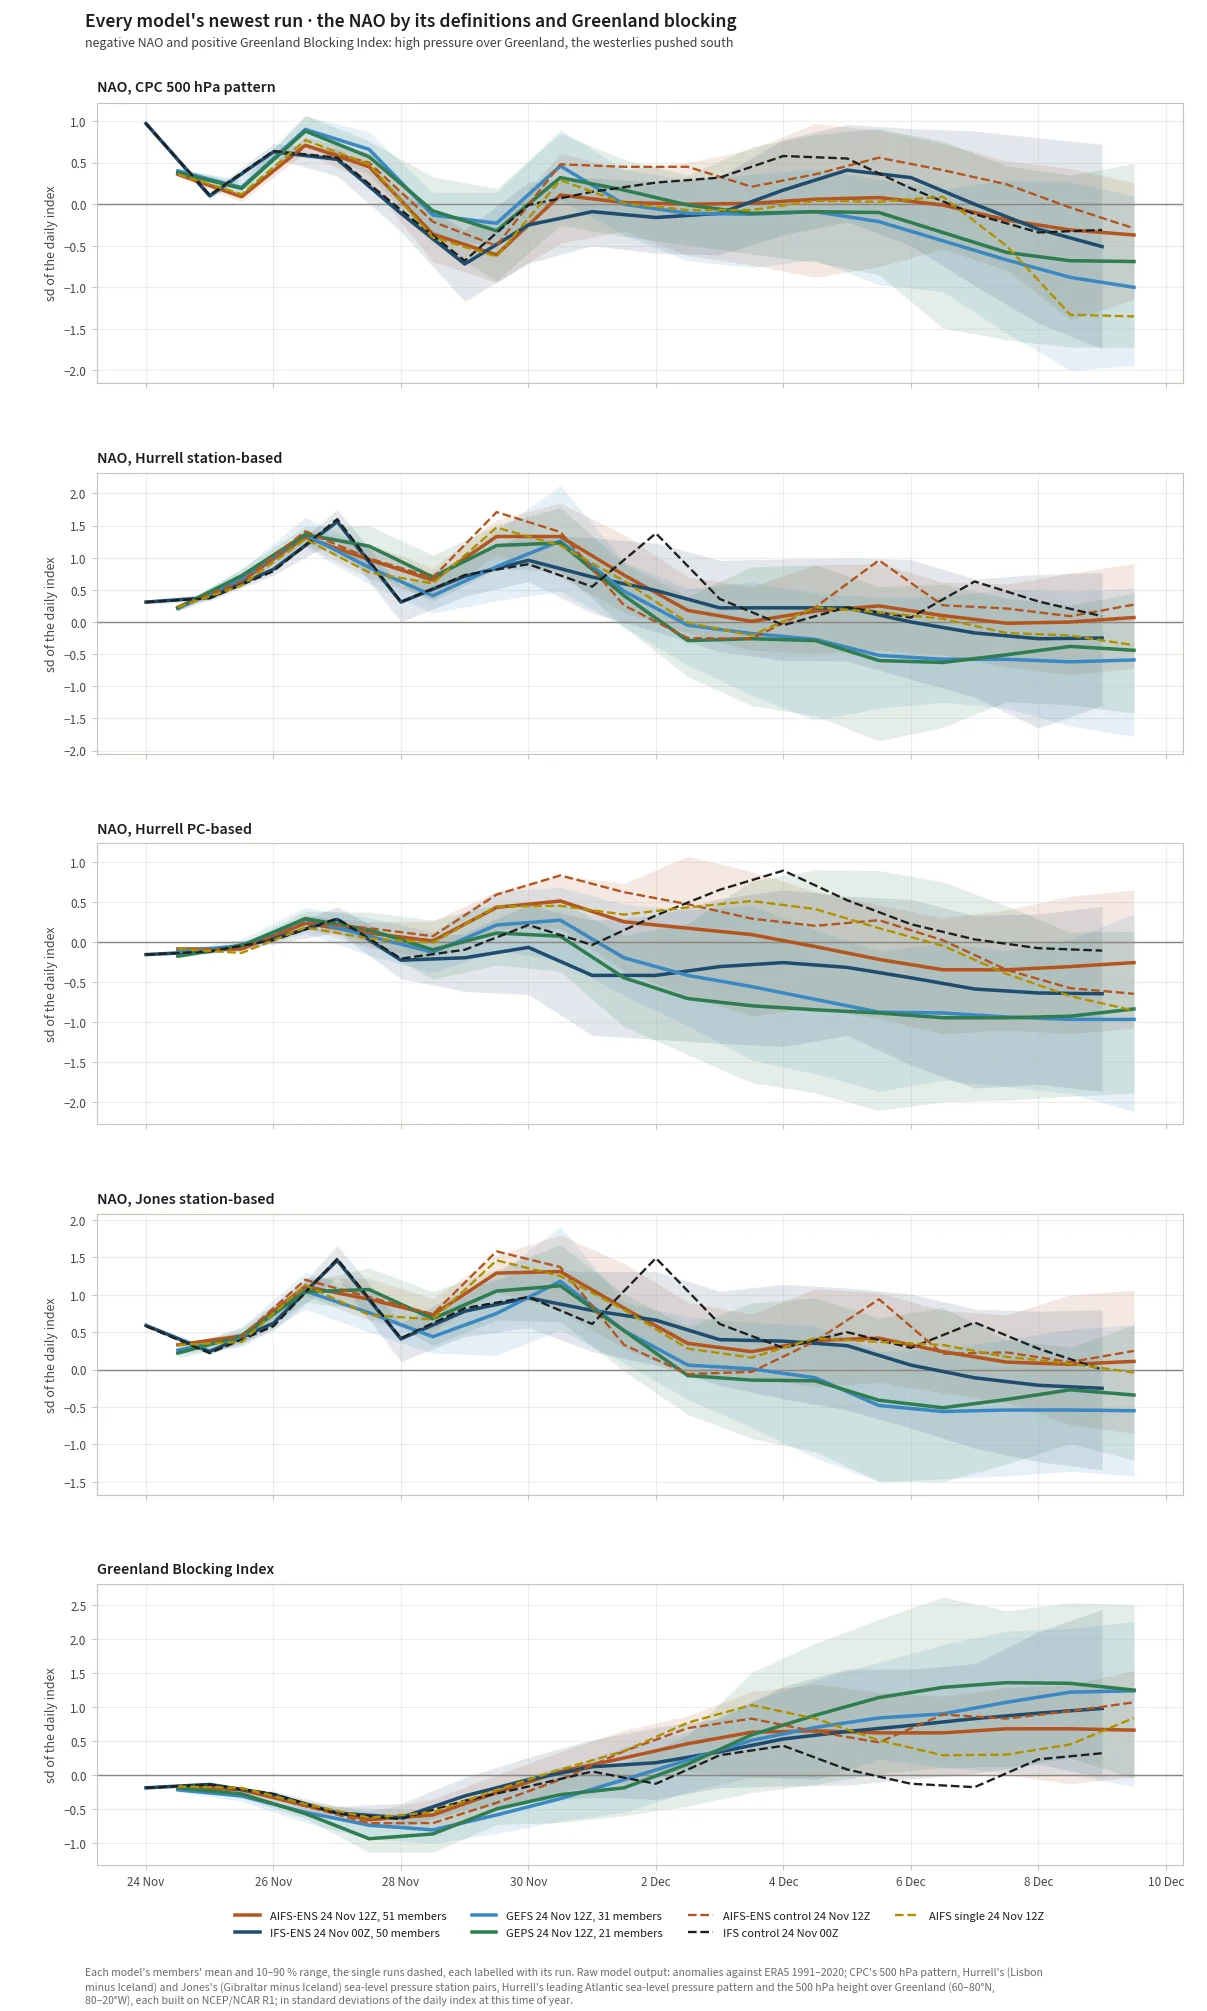 Every model's newest run · the NAO by its definitions and Greenland blocking
negative NAO and positive Greenland Blocking Index: high pressure over Greenland, the westerlies pushed south
NAO, CPC 500 hPa pattern
sd of the daily index
1.0
0.5
0.0
−0.5
−1.0
−1.5
−2.0
NAO, Hurrell station-based
sd of the daily index
2.0
1.5
1.0
0.5
0.0
−0.5
−1.0
−1.5
−2.0
NAO, Hurrell PC-based
sd of the daily index
1.0
0.5
0.0
−0.5
−1.0
−1.5
−2.0
NAO, Jones station-based
sd of the daily index
2.0
1.5
1.0
0.5
0.0
−0.5
−1.0
−1.5
Greenland Blocking Index
sd of the daily index
2.5
2.0
1.5
1.0
0.5
0.0
−0.5
−1.0
24 Nov 26 Nov 28 Nov 30 Nov 2 Dec 4 Dec 6 Dec 8 Dec 10 Dec
AIFS-ENS 24 Nov 12Z, 51 members GEFS 24 Nov 12Z, 31 members AIFS-ENS control 24 Nov 12Z AIFS single 24 Nov 12Z
IFS-ENS 24 Nov 00Z, 50 members GEPS 24 Nov 12Z, 21 members IFS control 24 Nov 00Z
Each model's members' mean and 10–90 % range, the single runs dashed, each labelled with its run. Raw model output: anomalies against ERA5 1991–2020; CPC's 500 hPa pattern, Hurrell's (Lisbon
minus Iceland) and Jones's (Gibraltar minus Iceland) sea-level pressure station pairs, Hurrell's leading Atlantic sea-level pressure pattern and the 500 hPa height over Greenland (60–80°N,
80–20°W), each built on NCEP/NCAR R1; in standard deviations of the daily index at this time of year.